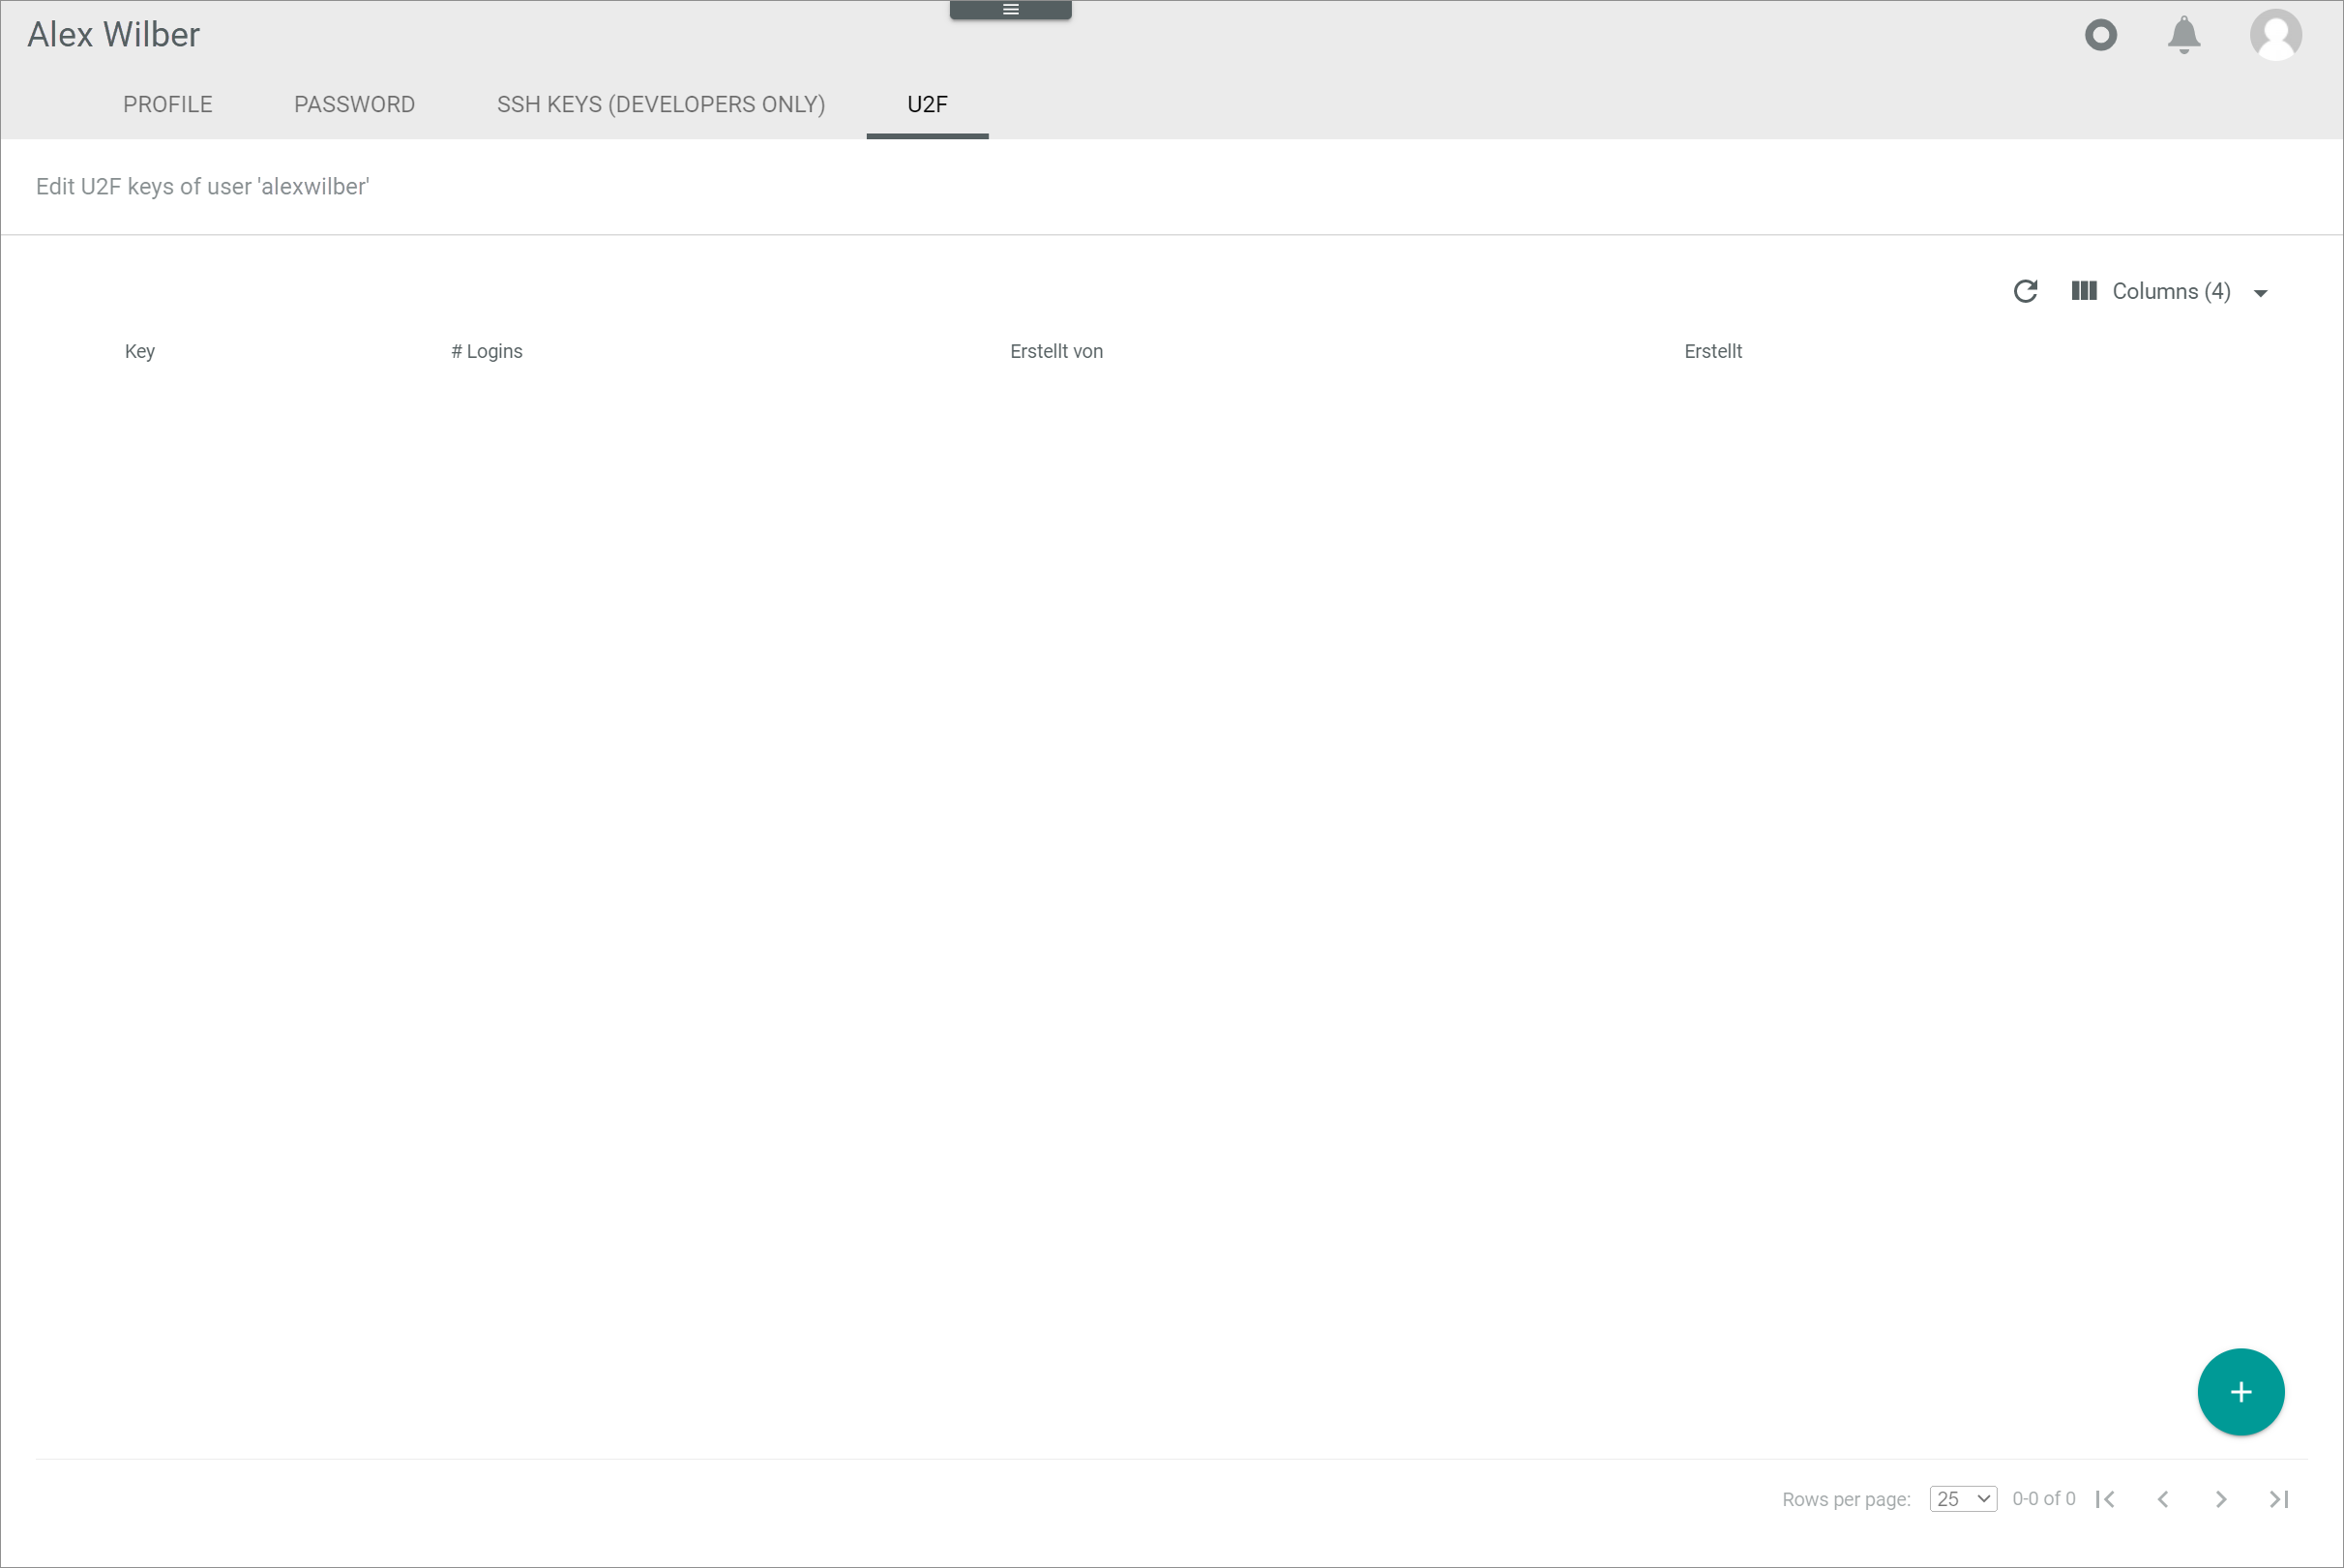 Alex Wilber
PROFILE PASSWORD SSH KEYS (DEVELOPERS ONLY) U2F
Edit U2F keys of user 'alexwilber'
Columns (4)
Key # Logins Erstellt von Erstellt
Rows per page: 25 0-0 of 0